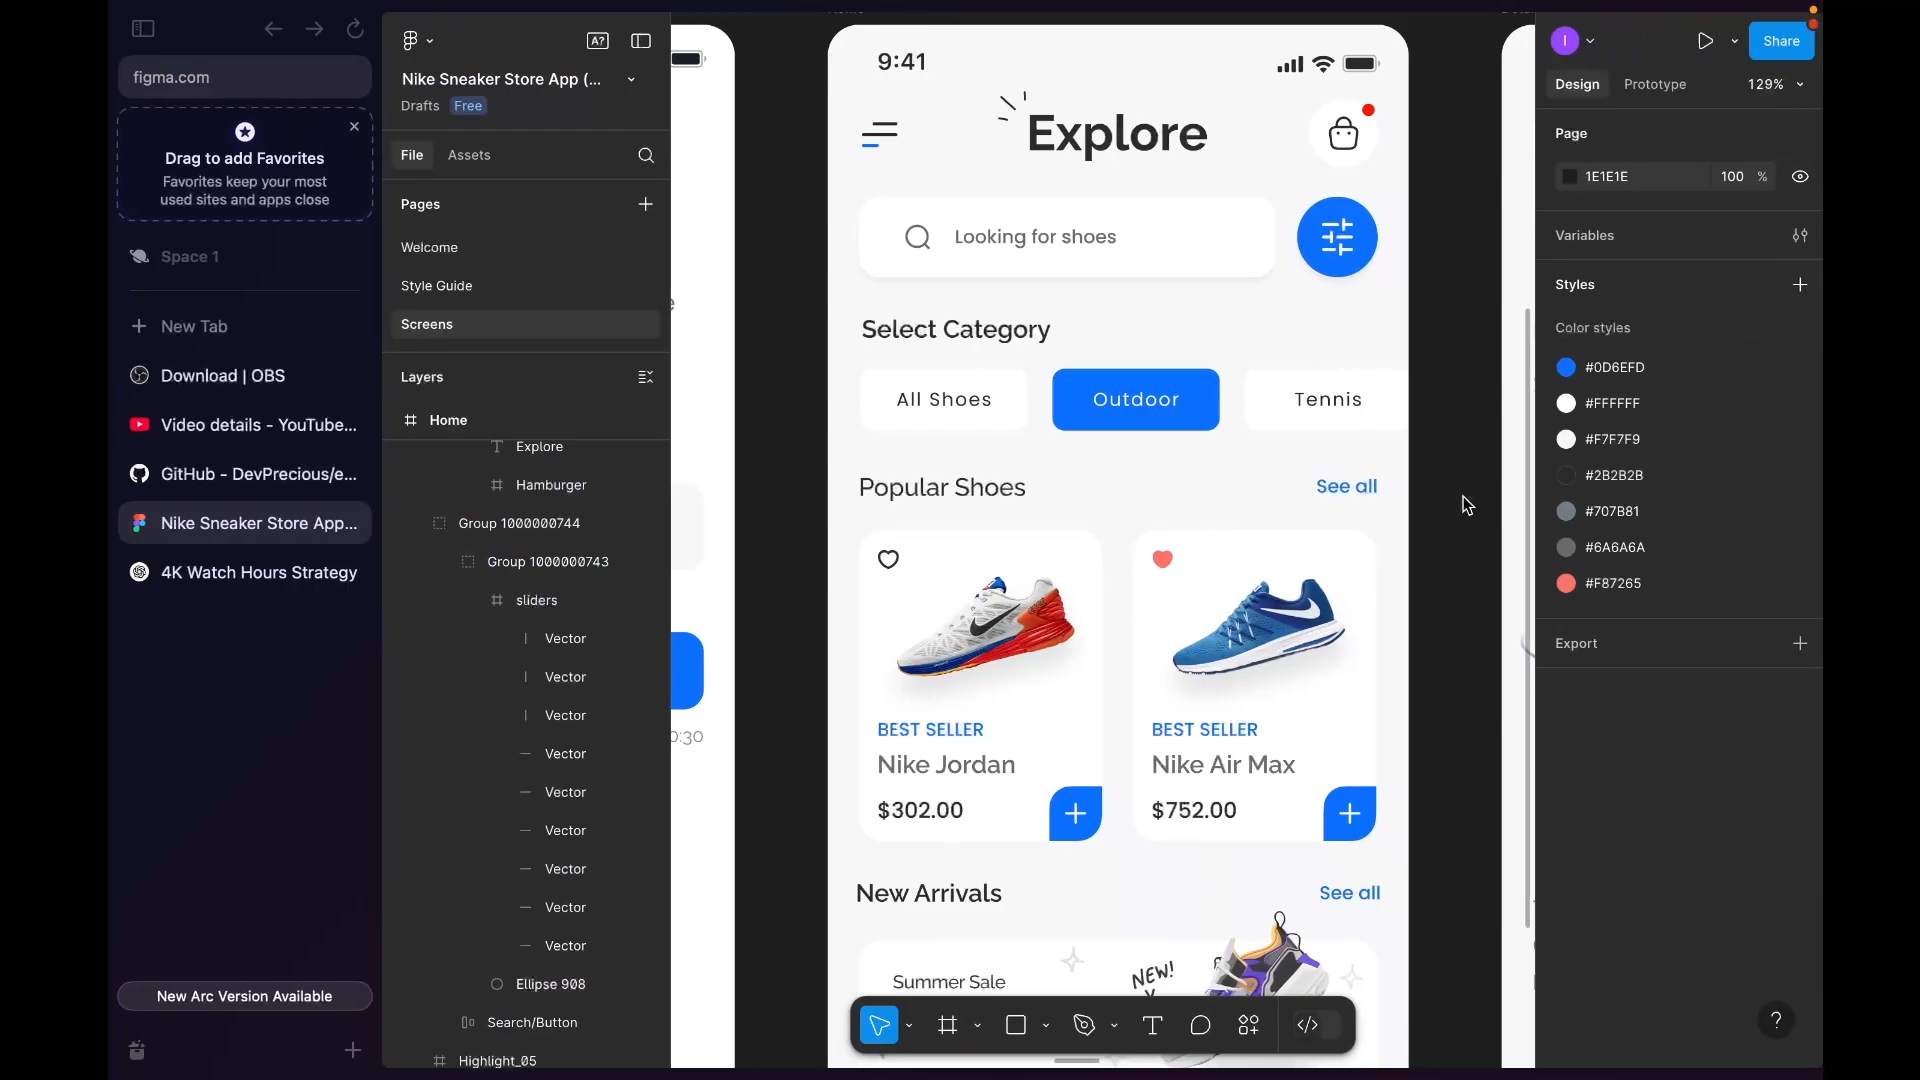 figma.com
Drag to add Favorites
Favorites keep your most
used sites and apps close
Space 1
New Tab
Download | OBS
Video details - YouTube...
GitHub - DevPrecious/e...
Nike Sneaker Store App...
4K Watch Hours Strategy
New Arc Version Available
A?
Nike Sneaker Store App (...
Drafts
Free
File
Assets
Pages
Welcome
Style Guide
Screens
Layers
Home
Explore
Hamburger
Group 1000000744
Group 1000000743
sliders
Vector
Vector
Vector
Vector
Vector
Vector
Vector
Vector
Vector
Ellipse 908
Search/Button
Highlight_05
0:30
9:41
Explore
Looking for shoes
Select Category
All Shoes
Outdoor
Tennis
Popular Shoes
See all
BEST SELLER
Nike Jordan
$302.00
BEST SELLER
Nike Air Max
$752.00
New Arrivals
See all
Summer Sale
NEW!
I
Share
Design
Prototype
129%
Page
1E1E1E
100 %
Variables
Styles
Color styles
#0D6EFD
#FFFFFF
#F7F7F9
#2B2B2B
#707B81
#6A6A6A
#F87265
Export
?